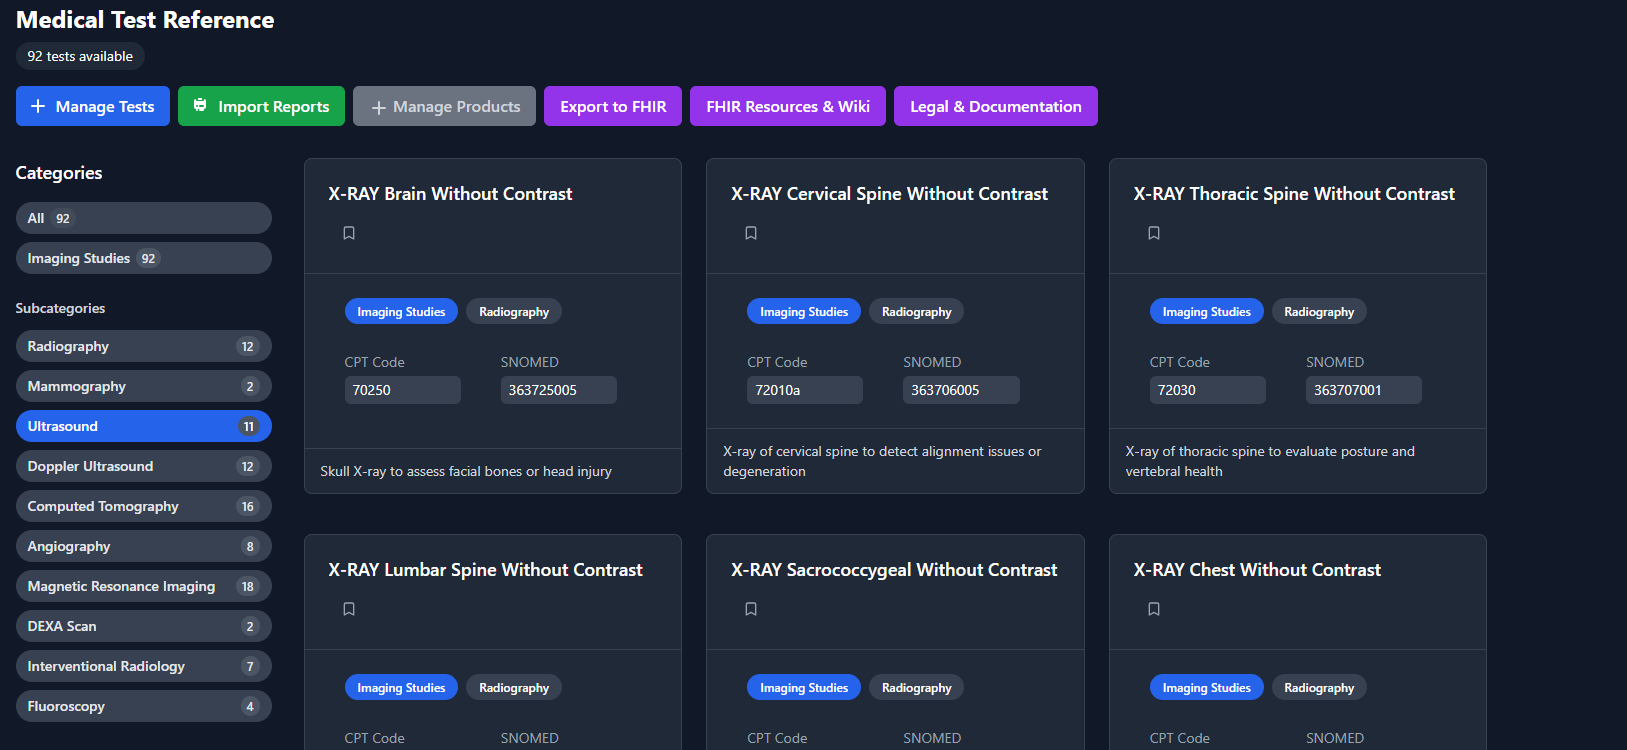 Medical Test Reference
92 tests available
Manage Tests
Import Reports
Manage Products
Export to FHIR
FHIR Resources & Wiki
Legal & Documentation
Categories
All 92
Imaging Studies 92
Subcategories
Radiography 12
Mammography 2
Ultrasound 11
Doppler Ultrasound 12
Computed Tomography 16
Angiography 8
Magnetic Resonance Imaging 18
DEXA Scan 2
Interventional Radiology 7
Fluoroscopy 4
X-RAY Brain Without Contrast
Imaging Studies Radiography
CPT Code SNOMED
70250 363725005
Skull X-ray to assess facial bones or head injury
X-RAY Cervical Spine Without Contrast
Imaging Studies Radiography
CPT Code SNOMED
72010a 363706005
X-ray of cervical spine to detect alignment issues or
degeneration
X-RAY Thoracic Spine Without Contrast
Imaging Studies Radiography
CPT Code SNOMED
72030 363707001
X-ray of thoracic spine to evaluate posture and
vertebral health
X-RAY Lumbar Spine Without Contrast
Imaging Studies Radiography
CPT Code SNOMED
X-RAY Sacrococcygeal Without Contrast
Imaging Studies Radiography
CPT Code SNOMED
X-RAY Chest Without Contrast
Imaging Studies Radiography
CPT Code SNOMED